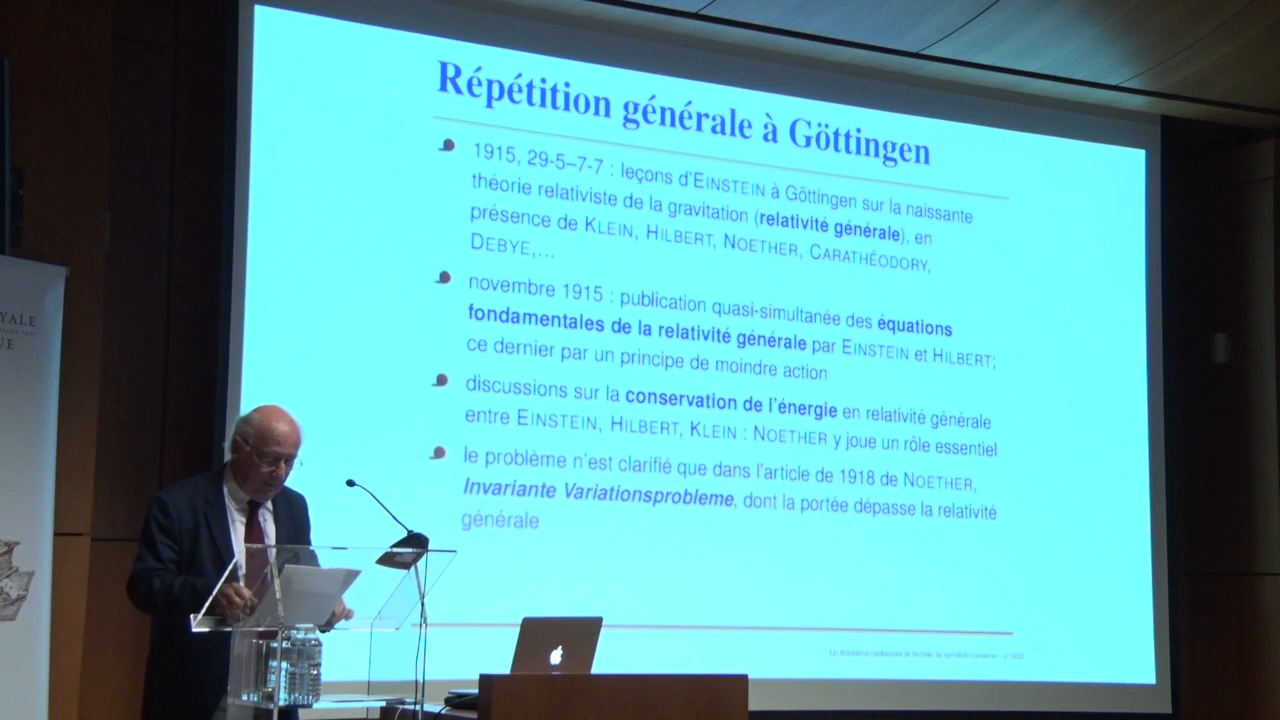 Répétition générale à Göttingen
1915, 29-5–7-7 : leçons d'EINSTEIN à Göttingen sur la naissante
théorie relativiste de la gravitation (relativité générale), en
présence de KLEIN, HILBERT, NOETHER, CARATHÉODORY,
DEBYE,...
novembre 1915 : publication quasi-simultanée des équations
fondamentales de la relativité générale par EINSTEIN et HILBERT;
ce dernier par un principe de moindre action
discussions sur la conservation de l'énergie en relativité générale
entre EINSTEIN, HILBERT, KLEIN : NOETHER y joue un rôle essentiel
le problème n'est clarifié que dans l'article de 1918 de NOETHER,
Invariante Variationsprobleme, dont la portée dépasse la relativité
générale